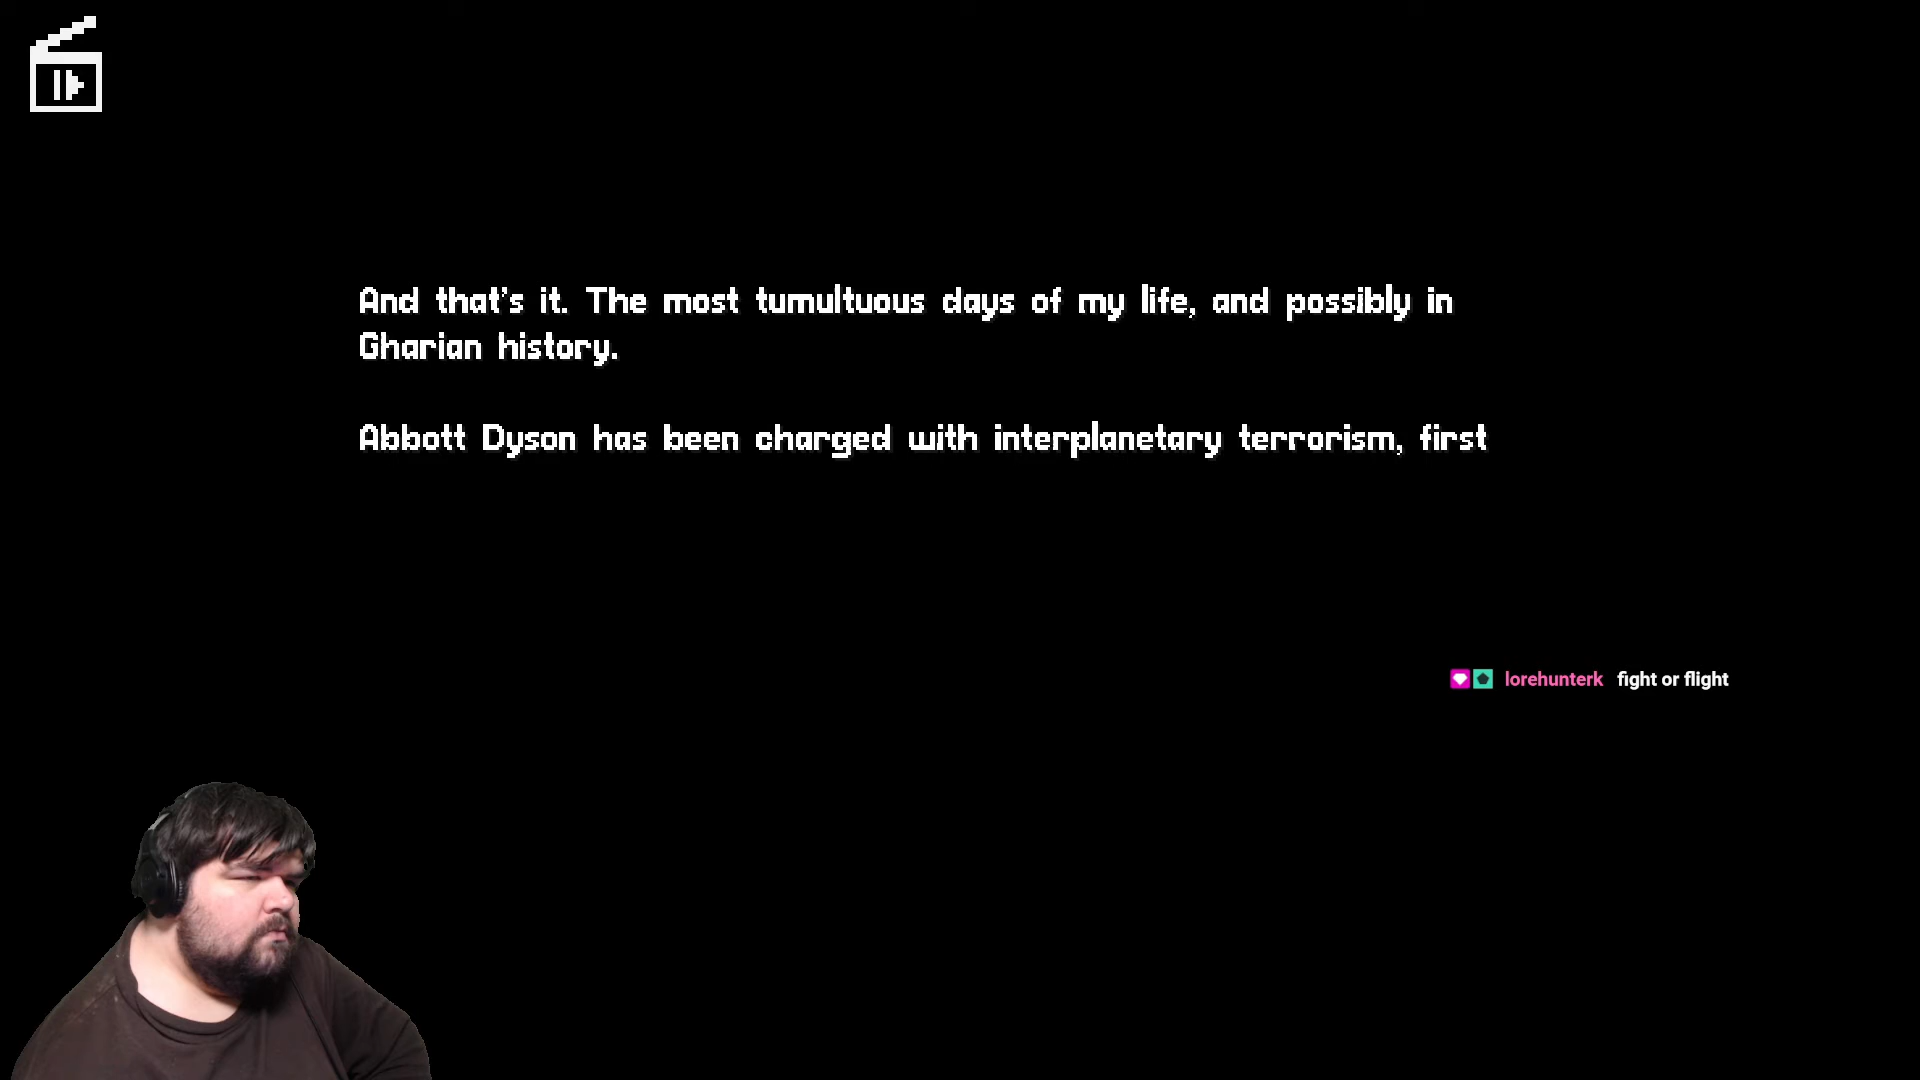 And that's it. The most tumultuous days of my life, and possibly in
Gharian history.
Abbott Dyson has been charged with interplanetary terrorism, first
lorehunterk fight or flight